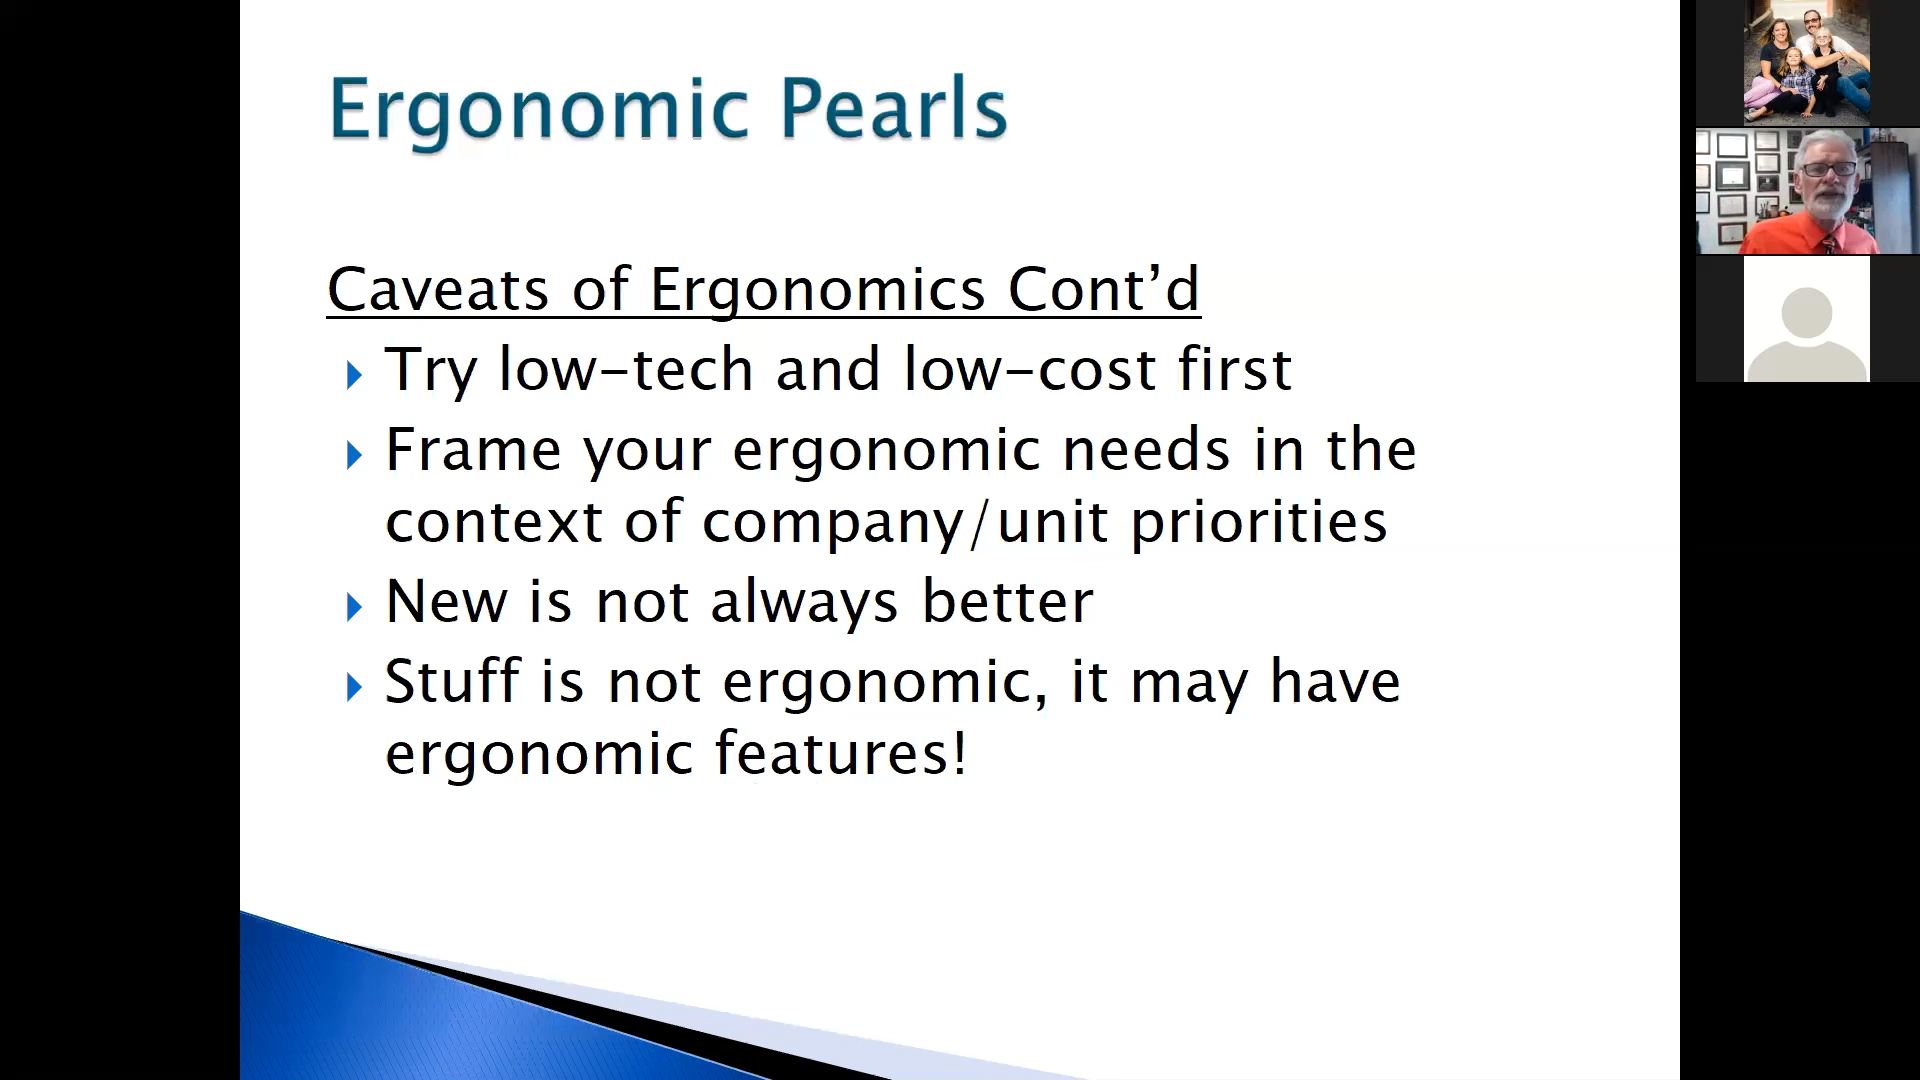 Ergonomic Pearls
Caveats of Ergonomics Cont’d
Try low-tech and low-cost first
Frame your ergonomic needs in the
context of company/unit priorities
New is not always better
Stuff is not ergonomic, it may have
ergonomic features!